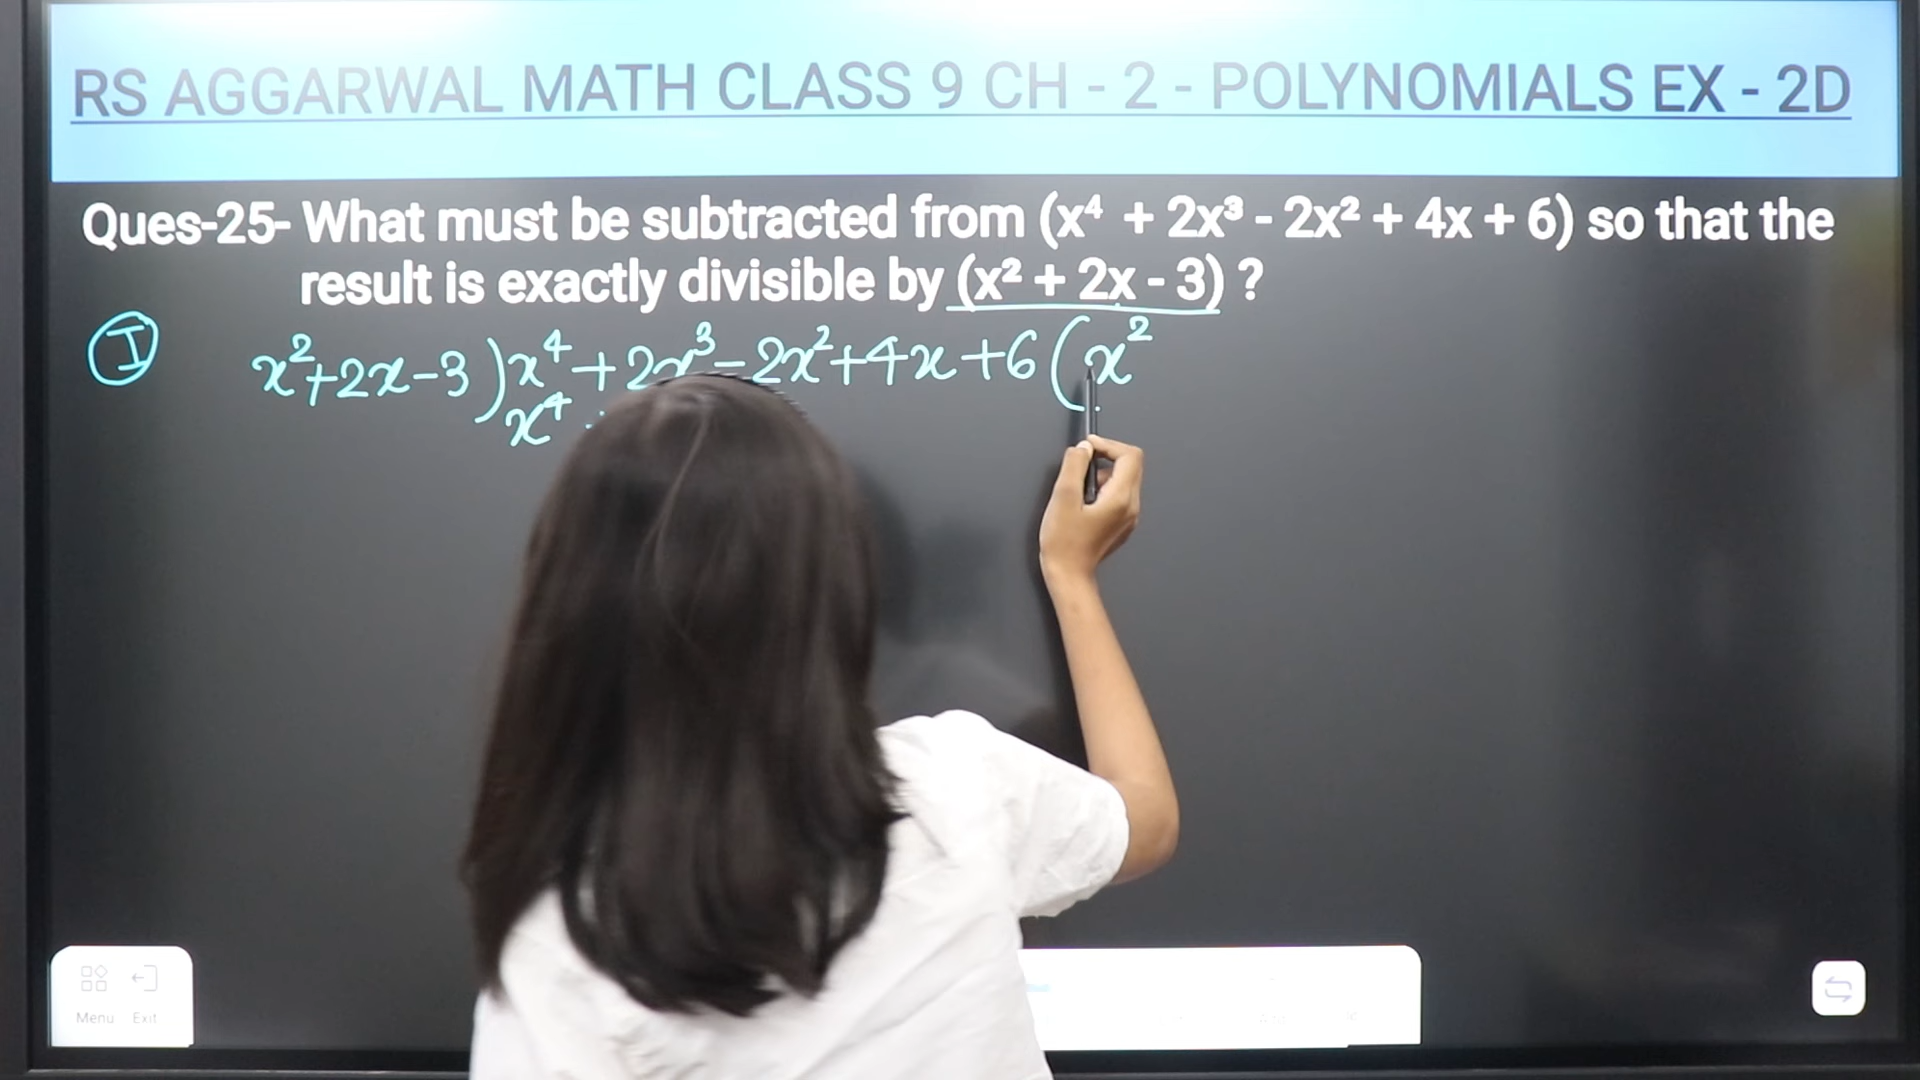 RS AGGARWAL MATH CLASS 9 CH - 2 - POLYNOMIALS EX - 2D
Ques-25- What must be subtracted from (x⁴ + 2x³ - 2x² + 4x + 6) so that the
result is exactly divisible by (x² + 2x - 3) ?
I
x²+2x-3)x⁴+2x³-2x²+4x+6(x²
x⁴
Menu Exit